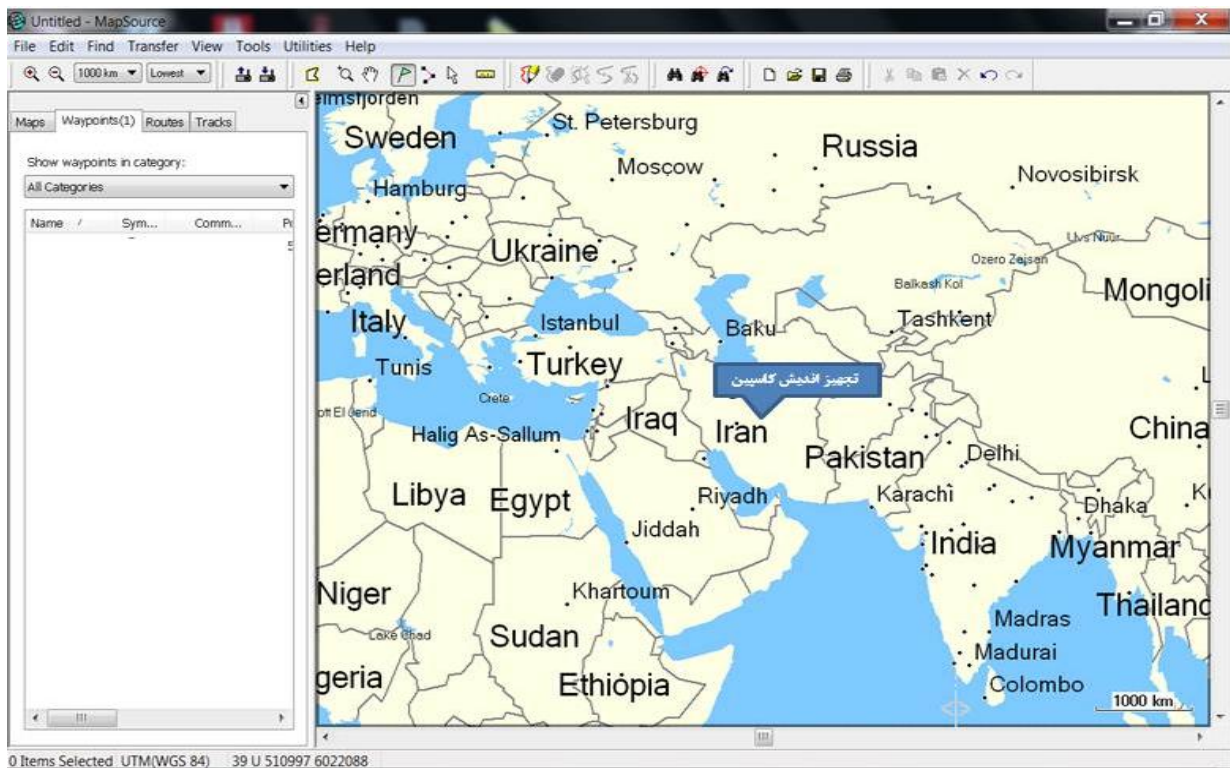 Untitled - MapSource
File Edit Find Transfer View Tools Utilities Help
1000 km Lowest
Maps Waypoints(1) Routes Tracks
Show waypoints in category:
All Categories
Name Sym... Comm...
Sweden
St. Petersburg
Russia
Moscow
Novosibirsk
Hamburg
ermany
Ukraine
Uvs Nuur
Ozero Zajsan
erland
Balkash Kol
Mongoli
Italy
Istanbul
Baku
Tashkent
Tunis
Turkey
تجهیز اندیش کاسپین
Crete
Iraq
Iran
China
Halig As-Sallum
Pakistan
Delhi
Libya
Egypt
Riyadh
Karachi
Dhaka
Jiddah
India
Myanmar
Niger
Khartoum
Thailand
Madras
Lake Chad
Sudan
Madurai
geria
Ethiopia
Colombo
1000 km
0 Items Selected UTM(WGS 84) 39 U 510997 6022088